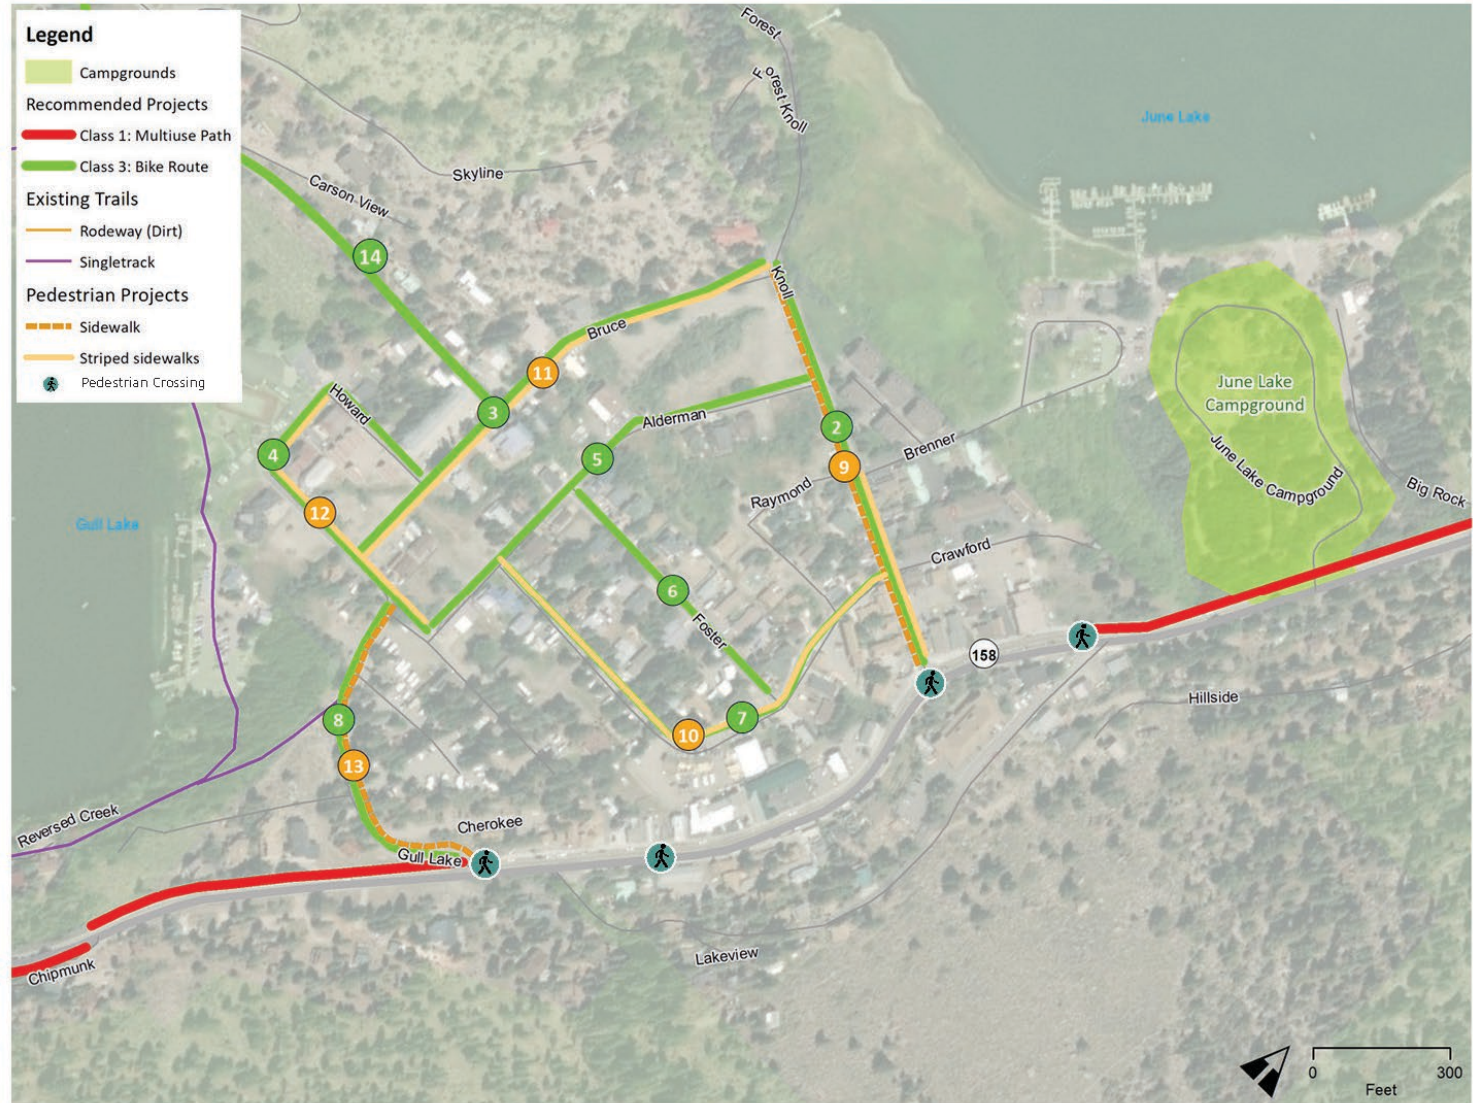 Legend
Campgrounds
Recommended Projects
Class 1: Multiuse Path
Class 3: Bike Route
Existing Trails
Rodeway (Dirt)
Singletrack
Pedestrian Projects
Sidewalk
Striped sidewalks
Pedestrian Crossing
Forest
Forest Knoll
June Lake
Skyline
Carson View
14
Knoll
Bruce
11
3
Howard
Alderman
June Lake
Campground
2
4
5
9
Brenner
June Lake Campground
Raymond
Big Rock
12
Gull Lake
Crawford
6
Foster
158
Hillside
8
7
10
13
Reversed Creek
Cherokee
Gull Lake
Lakeview
Chipmunk
0 300
Feet